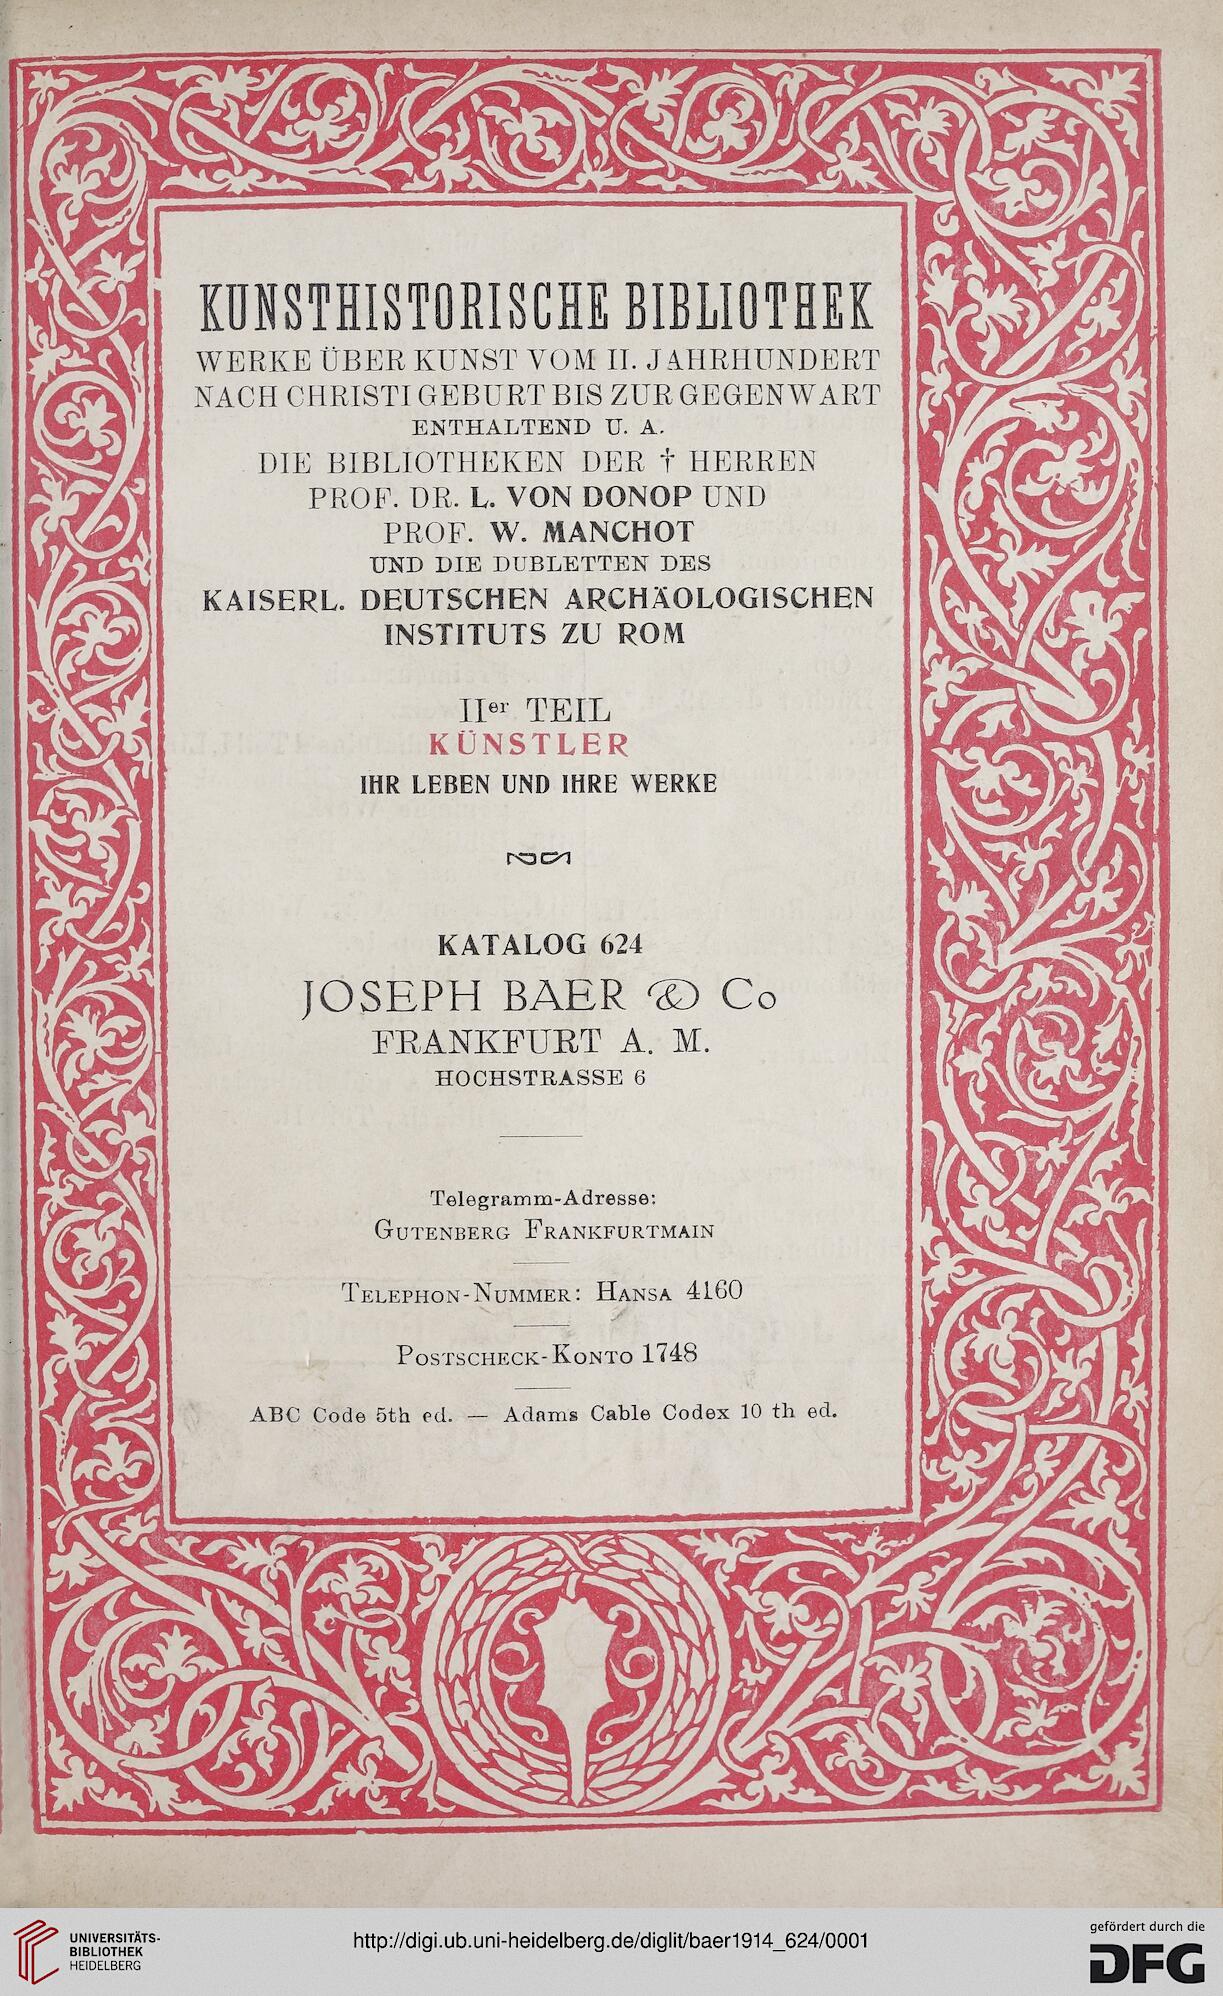 KUNSTHISTORISCHE BIBLIOTHEK
WERKE ÜBER KUNST VOM II. JAHRHUNDERT
NACH CHRISTI GEBURT BIS ZUR GEGENWART
ENTHALTEND U. A.
DIE BIBLIOTHEKEN DER † HERREN
PROF. DR. L. VON DONOP UND
PROF. W. MANCHOT
UND DIE DUBLETTEN DES
KAISERL. DEUTSCHEN ARCHÄOLOGISCHEN
INSTITUTS ZU ROM
IIer TEIL
KÜNSTLER
IHR LEBEN UND IHRE WERKE
KATALOG 624
JOSEPH BAER & Co
FRANKFURT A. M.
HOCHSTRASSE 6
Telegramm-Adresse:
GUTENBERG FRANKFURTMAIN
TELEPHON-NUMMER: HANSA 4160
POSTSCHECK-KONTO 1748
ABC Code 5th ed. — Adams Cable Codex 10 th ed.
UNIVERSITÄTS-
BIBLIOTHEK
HEIDELBERG
http://digi.ub.uni-heidelberg.de/diglit/baer1914_624/0001
gefördert durch die
DFG